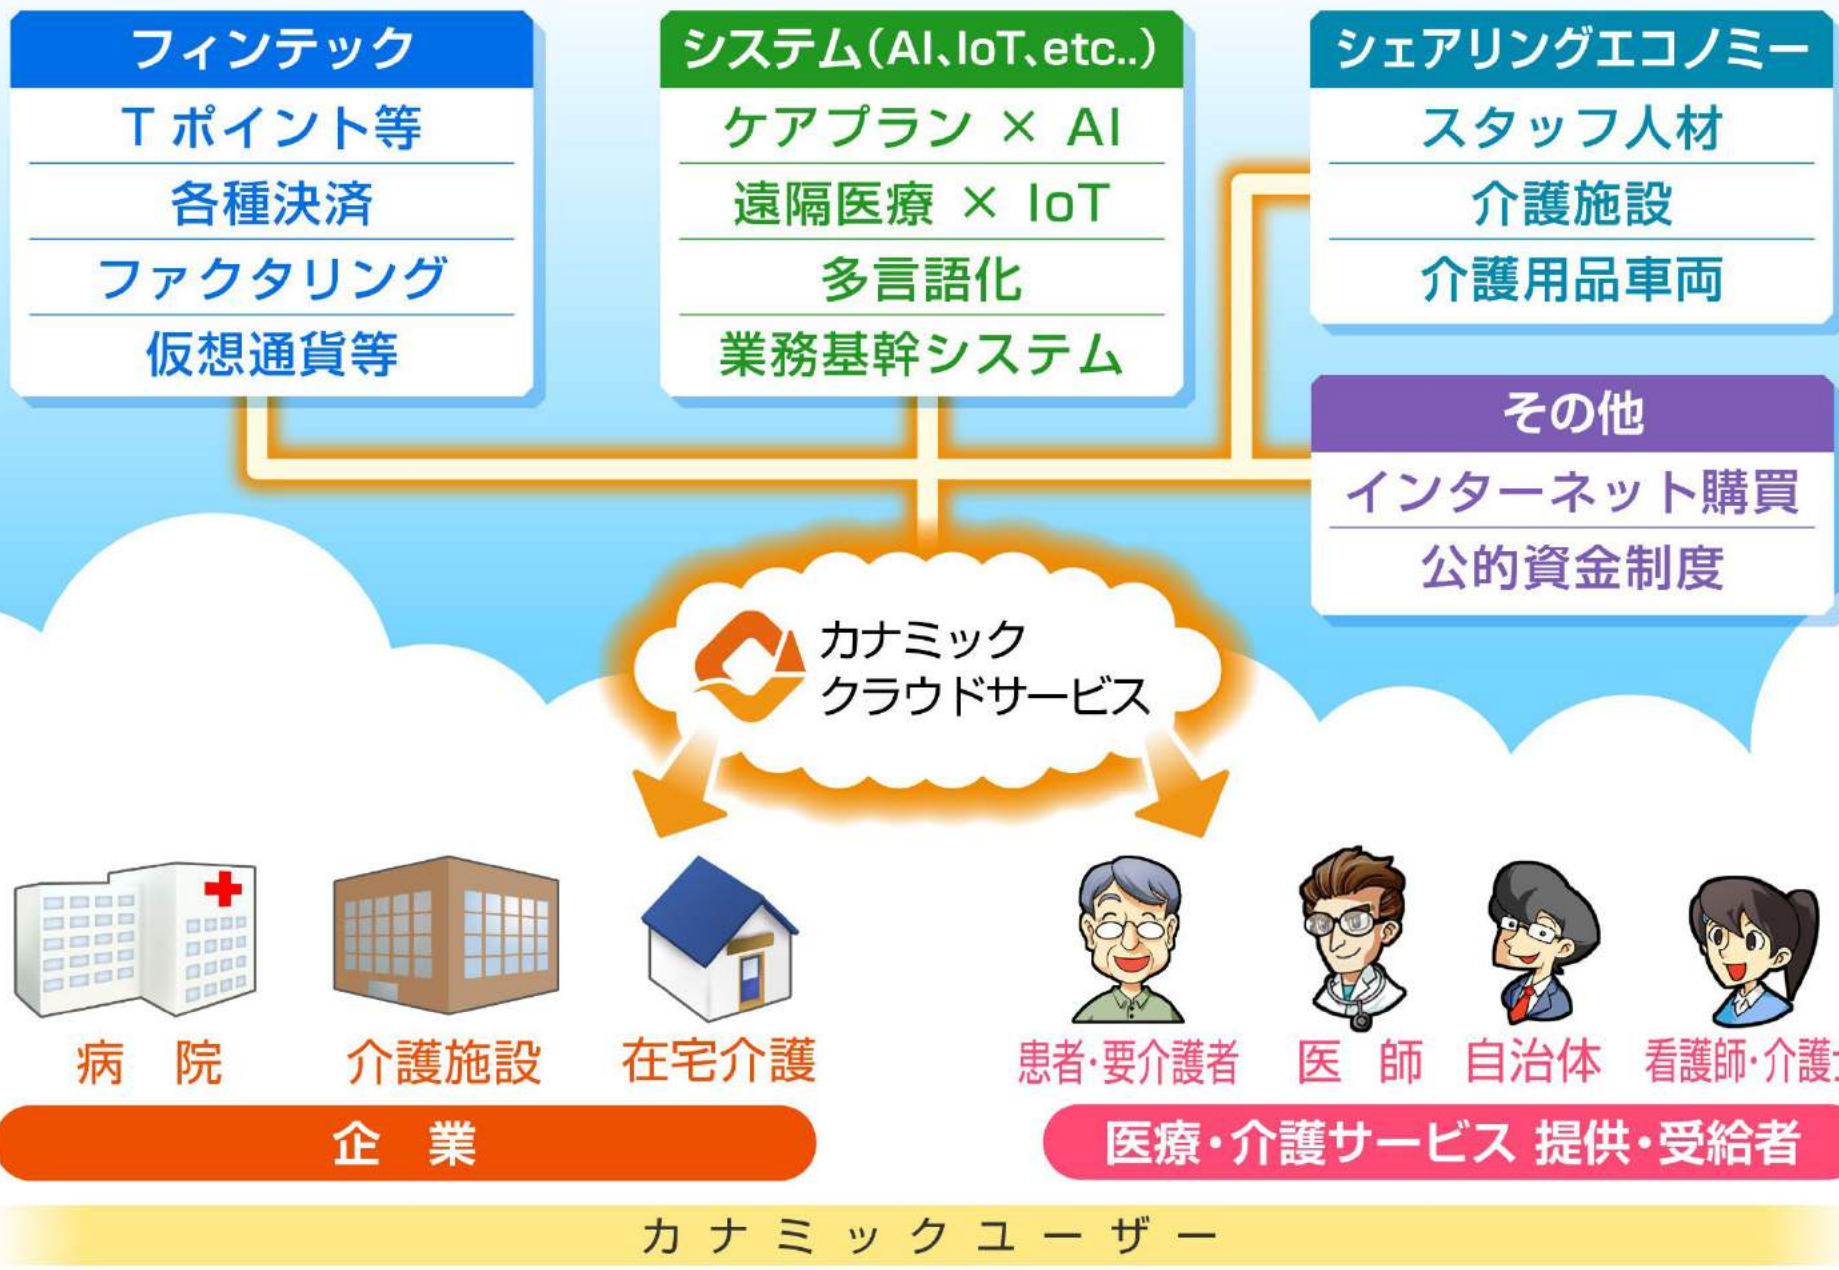 フィンテック
Tポイント等
各種決済
ファクタリング
仮想通貨等
システム(AI、IoT、etc..)
ケアプラン × AI
遠隔医療 × IoT
多言語化
業務基幹システム
シェアリングエコノミー
スタッフ人材
介護施設
介護用品車両
その他
インターネット購買
公的資金制度
カナミック
クラウドサービス
病 院
介護施設
在宅介護
企 業
患者・要介護者
医 師
自治体
看護師・介護
医療・介護サービス 提供・受給者
カナミックユーザー